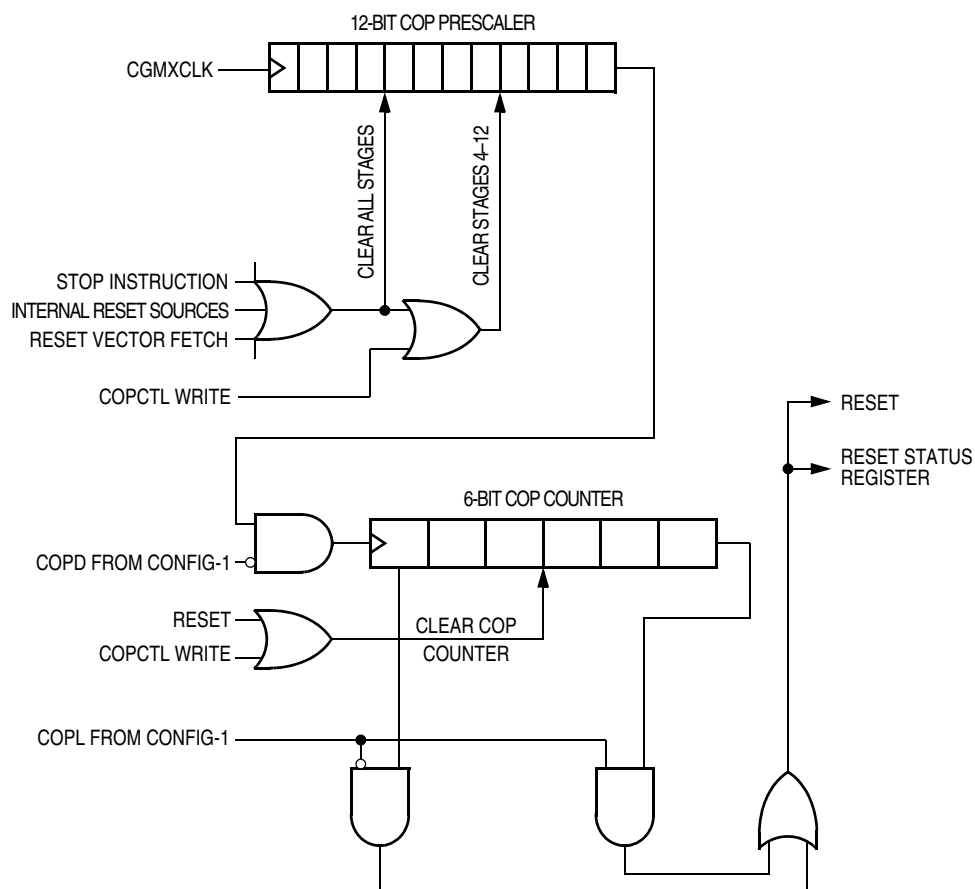 12-BIT COP PRESCALER
CGMXCLK
CLEAR ALL STAGES
CLEAR STAGES 4–12
STOP INSTRUCTION
INTERNAL RESET SOURCES
RESET VECTOR FETCH
COPCTL WRITE
RESET
RESET STATUS
REGISTER
6-BIT COP COUNTER
COPD FROM CONFIG-1
RESET
CLEAR COP
COUNTER
COPCTL WRITE
COPL FROM CONFIG-1